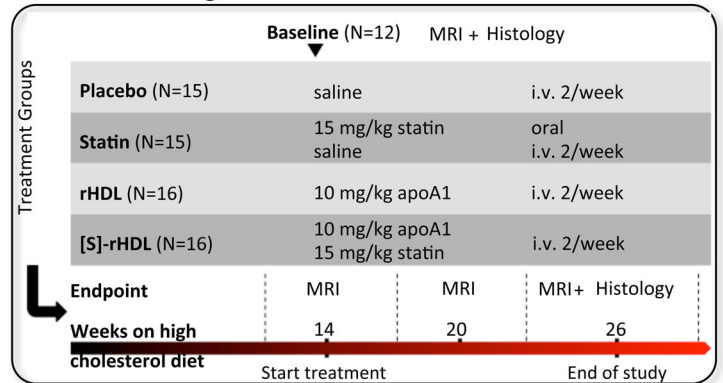 Baseline (N=12) MRI + Histology
Treatment Groups
Placebo (N=15) saline i.v. 2/week
Statin (N=15) 15 mg/kg statin oral
saline i.v. 2/week
rHDL (N=16) 10 mg/kg apoA1 i.v. 2/week
[S]-rHDL (N=16) 10 mg/kg apoA1 i.v. 2/week
15 mg/kg statin
Endpoint MRI MRI MRI+ Histology
Weeks on high 14 20 26
cholesterol diet
Start treatment End of study